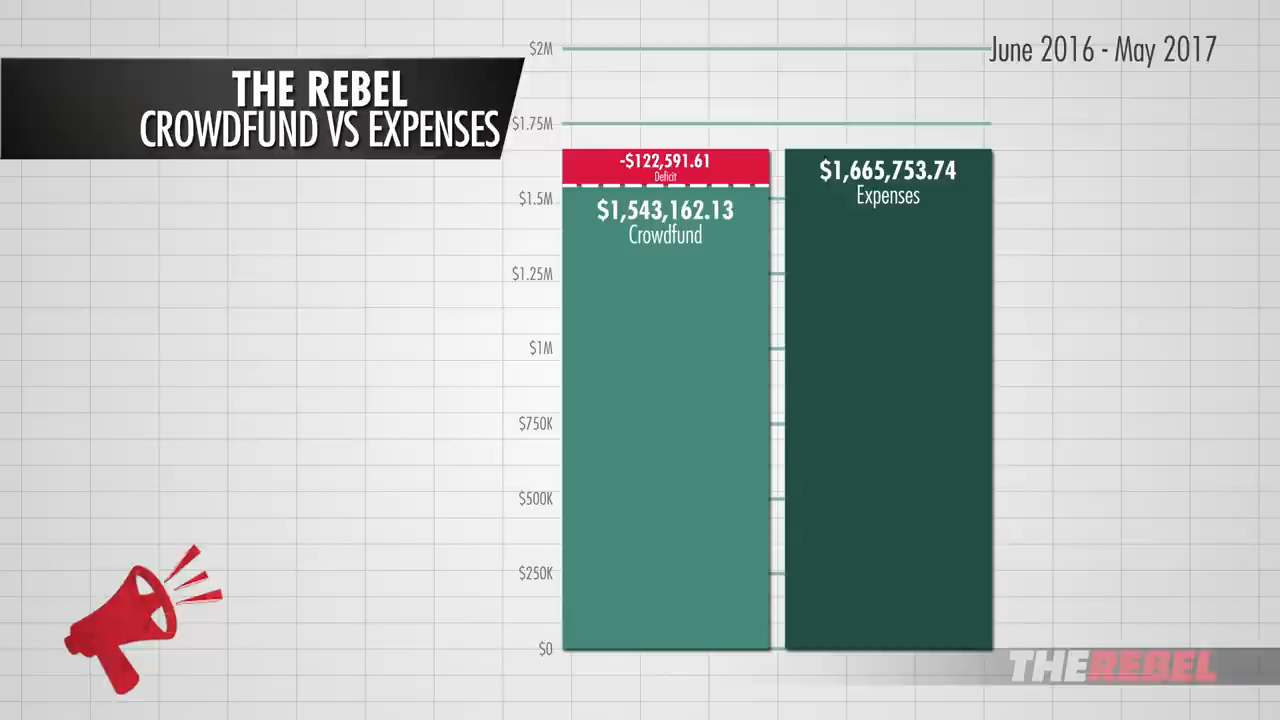 THE REBEL
CROWDFUND VS EXPENSES
June 2016 - May 2017
$2M
$1.75M
$1.5M
$1.25M
$1M
$750K
$500K
$250K
$0
-$122,591.61
Deficit
$1,543,162.13
Crowdfund
$1,665,753.74
Expenses
THEREBEL